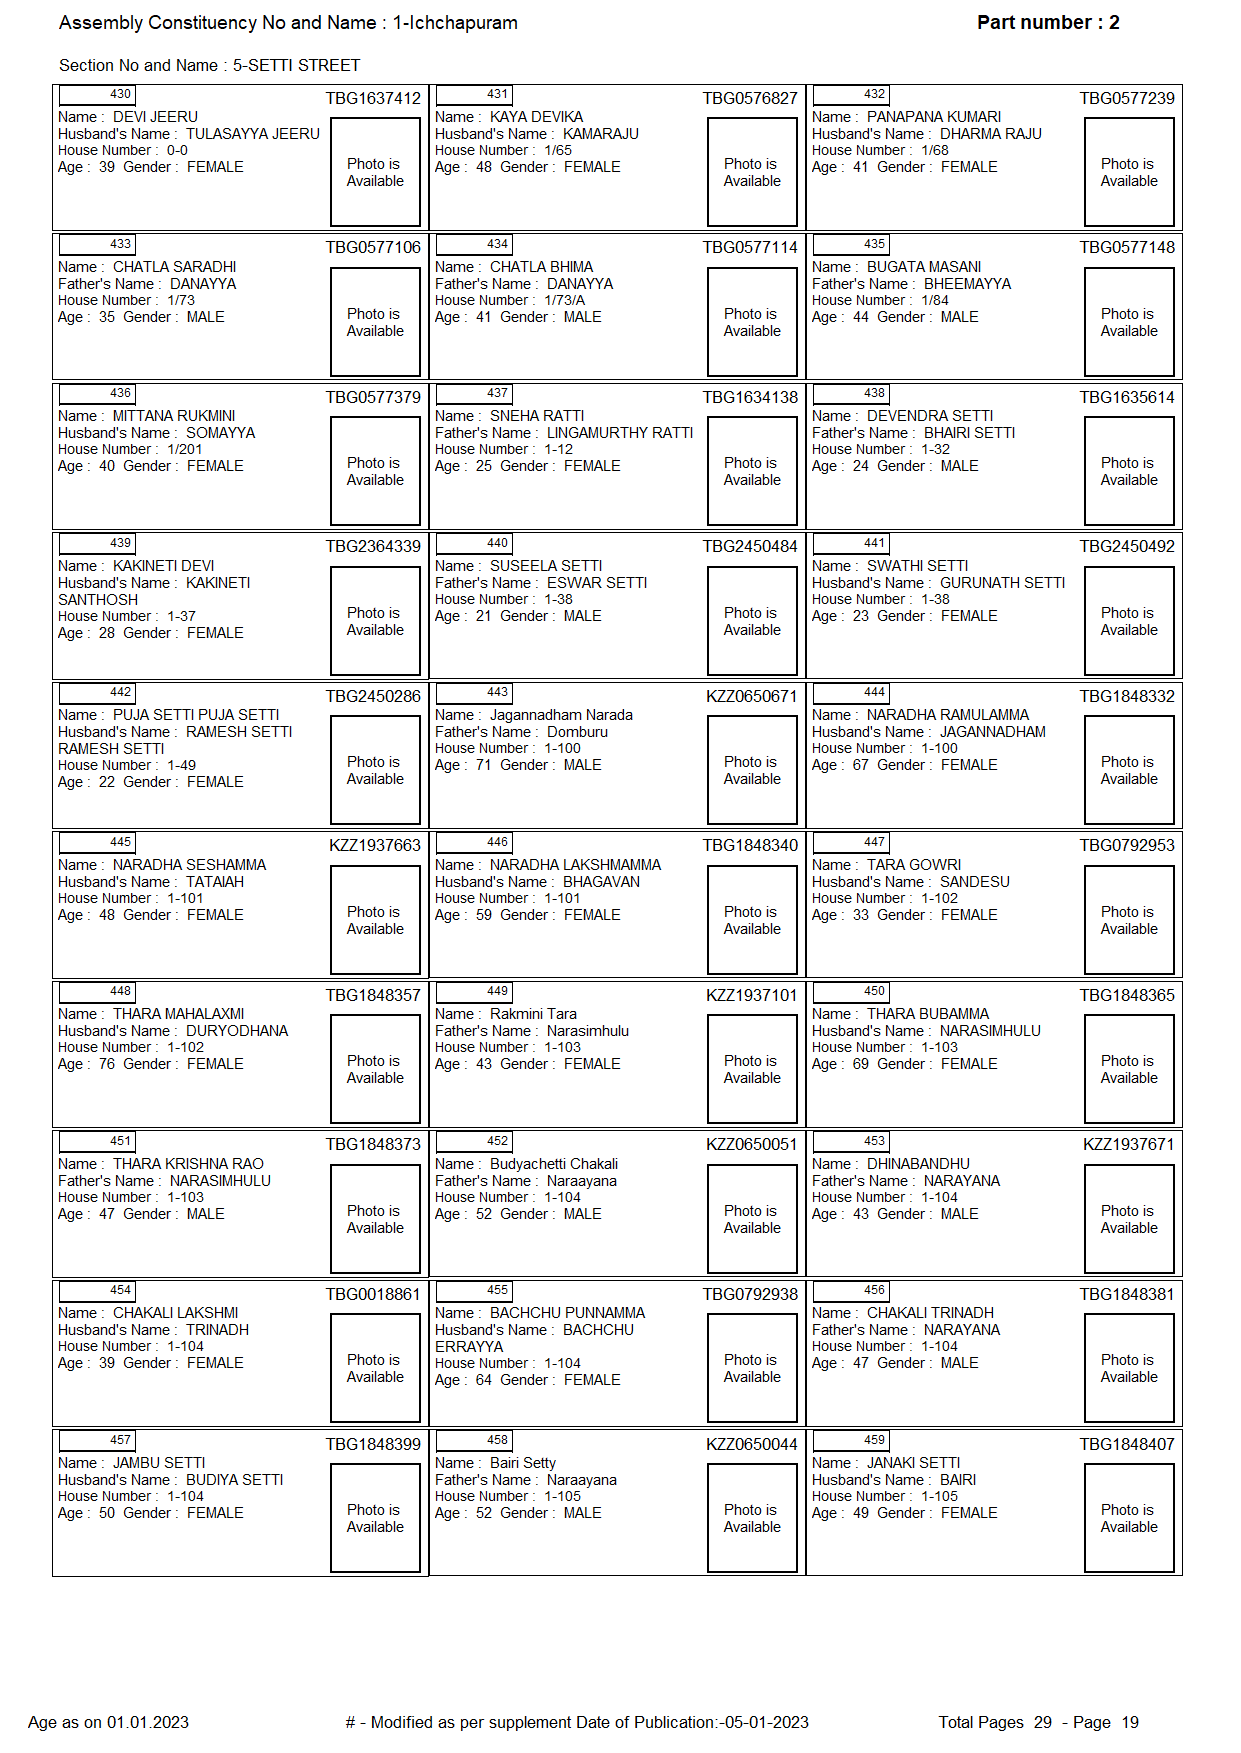 Assembly Constituency No and Name : 1-Ichchapuram
Part number : 2
Section No and Name : 5-SETTI STREET
430
TBG1637412
Name : DEVI JEERU
Husband's Name : TULASAYYA JEERU
House Number : 0-0
Age : 39 Gender : FEMALE
Photo is
Available
431
TBG0576827
Name : KAYA DEVIKA
Husband's Name : KAMARAJU
House Number : 1/65
Age : 48 Gender : FEMALE
Photo is
Available
432
TBG0577239
Name : PANAPANA KUMARI
Husband's Name : DHARMA RAJU
House Number : 1/68
Age : 41 Gender : FEMALE
Photo is
Available
433
TBG0577106
Name : CHATLA SARADHI
Father's Name : DANAYYA
House Number : 1/73
Age : 35 Gender : MALE
Photo is
Available
434
TBG0577114
Name : CHATLA BHIMA
Father's Name : DANAYYA
House Number : 1/73/A
Age : 41 Gender : MALE
Photo is
Available
435
TBG0577148
Name : BUGATA MASANI
Father's Name : BHEEMAYYA
House Number : 1/84
Age : 44 Gender : MALE
Photo is
Available
436
TBG0577379
Name : MITTANA RUKMINI
Husband's Name : SOMAYYA
House Number : 1/201
Age : 40 Gender : FEMALE
Photo is
Available
437
TBG1634138
Name : SNEHA RATTI
Father's Name : LINGAMURTHY RATTI
House Number : 1-12
Age : 25 Gender : FEMALE
Photo is
Available
438
TBG1635614
Name : DEVENDRA SETTI
Father's Name : BHAIRI SETTI
House Number : 1-32
Age : 24 Gender : MALE
Photo is
Available
439
TBG2364339
Name : KAKINETI DEVI
Husband's Name : KAKINETI
SANTHOSH
House Number : 1-37
Age : 28 Gender : FEMALE
Photo is
Available
440
TBG2450484
Name : SUSEELA SETTI
Father's Name : ESWAR SETTI
House Number : 1-38
Age : 21 Gender : MALE
Photo is
Available
441
TBG2450492
Name : SWATHI SETTI
Husband's Name : GURUNATH SETTI
House Number : 1-38
Age : 23 Gender : FEMALE
Photo is
Available
442
TBG2450286
Name : PUJA SETTI PUJA SETTI
Husband's Name : RAMESH SETTI
RAMESH SETTI
House Number : 1-49
Age : 22 Gender : FEMALE
Photo is
Available
443
KZZ0650671
Name : Jagannadham Narada
Father's Name : Domburu
House Number : 1-100
Age : 71 Gender : MALE
Photo is
Available
444
TBG1848332
Name : NARADHA RAMULAMMA
Husband's Name : JAGANNADHAM
House Number : 1-100
Age : 67 Gender : FEMALE
Photo is
Available
445
KZZ1937663
Name : NARADHA SESHAMMA
Husband's Name : TATAIAH
House Number : 1-101
Age : 48 Gender : FEMALE
Photo is
Available
446
TBG1848340
Name : NARADHA LAKSHMAMMA
Husband's Name : BHAGAVAN
House Number : 1-101
Age : 59 Gender : FEMALE
Photo is
Available
447
TBG0792953
Name : TARA GOWRI
Husband's Name : SANDESU
House Number : 1-102
Age : 33 Gender : FEMALE
Photo is
Available
448
TBG1848357
Name : THARA MAHALAXMI
Husband's Name : DURYODHANA
House Number : 1-102
Age : 76 Gender : FEMALE
Photo is
Available
449
KZZ1937101
Name : Rakmini Tara
Father's Name : Narasimhulu
House Number : 1-103
Age : 43 Gender : FEMALE
Photo is
Available
450
TBG1848365
Name : THARA BUBAMMA
Husband's Name : NARASIMHULU
House Number : 1-103
Age : 69 Gender : FEMALE
Photo is
Available
451
TBG1848373
Name : THARA KRISHNA RAO
Father's Name : NARASIMHULU
House Number : 1-103
Age : 47 Gender : MALE
Photo is
Available
452
KZZ0650051
Name : Budyachetti Chakali
Father's Name : Naraayana
House Number : 1-104
Age : 52 Gender : MALE
Photo is
Available
453
KZZ1937671
Name : DHINABANDHU
Father's Name : NARAYANA
House Number : 1-104
Age : 43 Gender : MALE
Photo is
Available
454
TBG0018861
Name : CHAKALI LAKSHMI
Husband's Name : TRINADH
House Number : 1-104
Age : 39 Gender : FEMALE
Photo is
Available
455
TBG0792938
Name : BACHCHU PUNNAMMA
Husband's Name : BACHCHU
ERRAYYA
House Number : 1-104
Age : 64 Gender : FEMALE
Photo is
Available
456
TBG1848381
Name : CHAKALI TRINADH
Father's Name : NARAYANA
House Number : 1-104
Age : 47 Gender : MALE
Photo is
Available
457
TBG1848399
Name : JAMBU SETTI
Husband's Name : BUDIYA SETTI
House Number : 1-104
Age : 50 Gender : FEMALE
Photo is
Available
458
KZZ0650044
Name : Bairi Setty
Father's Name : Naraayana
House Number : 1-105
Age : 52 Gender : MALE
Photo is
Available
459
TBG1848407
Name : JANAKI SETTI
Husband's Name : BAIRI
House Number : 1-105
Age : 49 Gender : FEMALE
Photo is
Available
Age as on 01.01.2023
# - Modified as per supplement Date of Publication:-05-01-2023
Total Pages 29 - Page 19